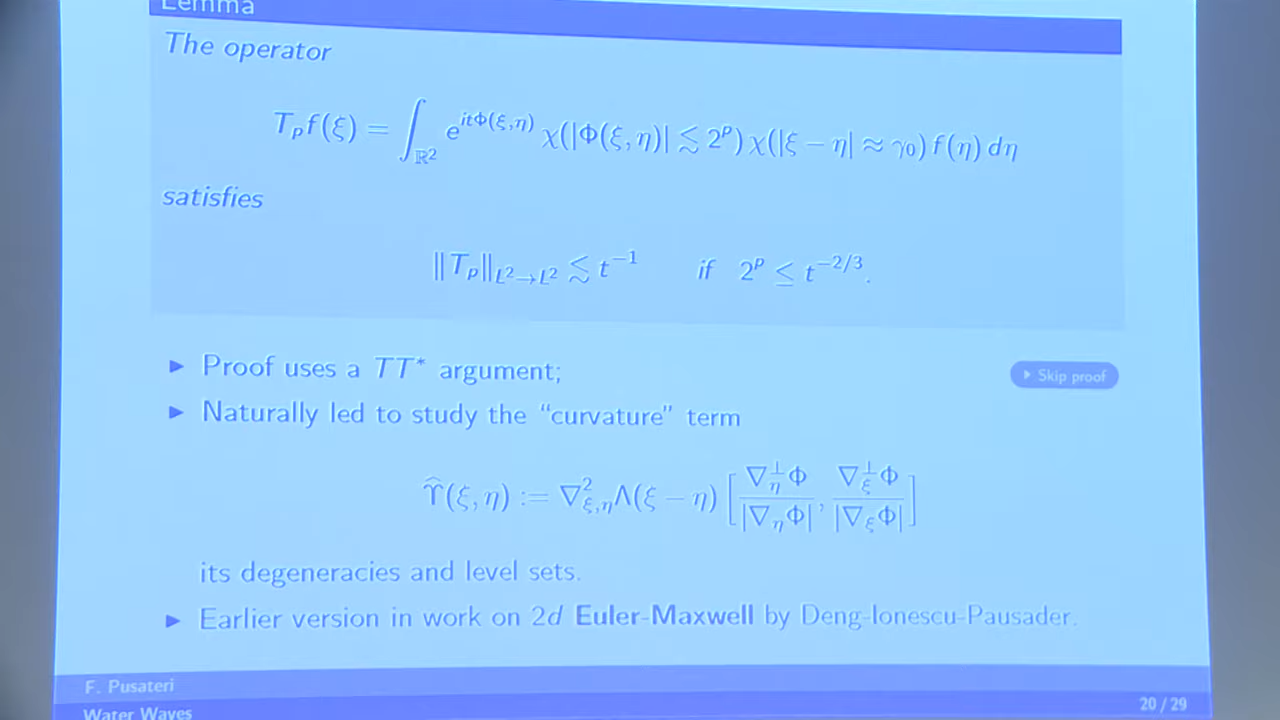 Lemma
The operator
T_p f(ξ) = ∫_{ℝ²} e^{itΦ(ξ,η)} χ(|Φ(ξ,η)| ≲ 2^p) χ(|ξ − η| ≈ γ₀) f(η) dη
satisfies
‖T_p‖_{L²→L²} ≲ t^{−1} if 2^p ≤ t^{−2/3}.
▶ Proof uses a TT* argument;
▶ Skip proof
▶ Naturally led to study the “curvature” term
Υ̂(ξ, η) := ∇²_{ξ,η}Λ(ξ − η) [ ∇^⊥_η Φ / |∇_η Φ| , ∇^⊥_ξ Φ / |∇_ξ Φ| ]
its degeneracies and level sets.
▶ Earlier version in work on 2d Euler-Maxwell by Deng-Ionescu-Pausader.
F. Pusateri
Water Waves
20 / 29